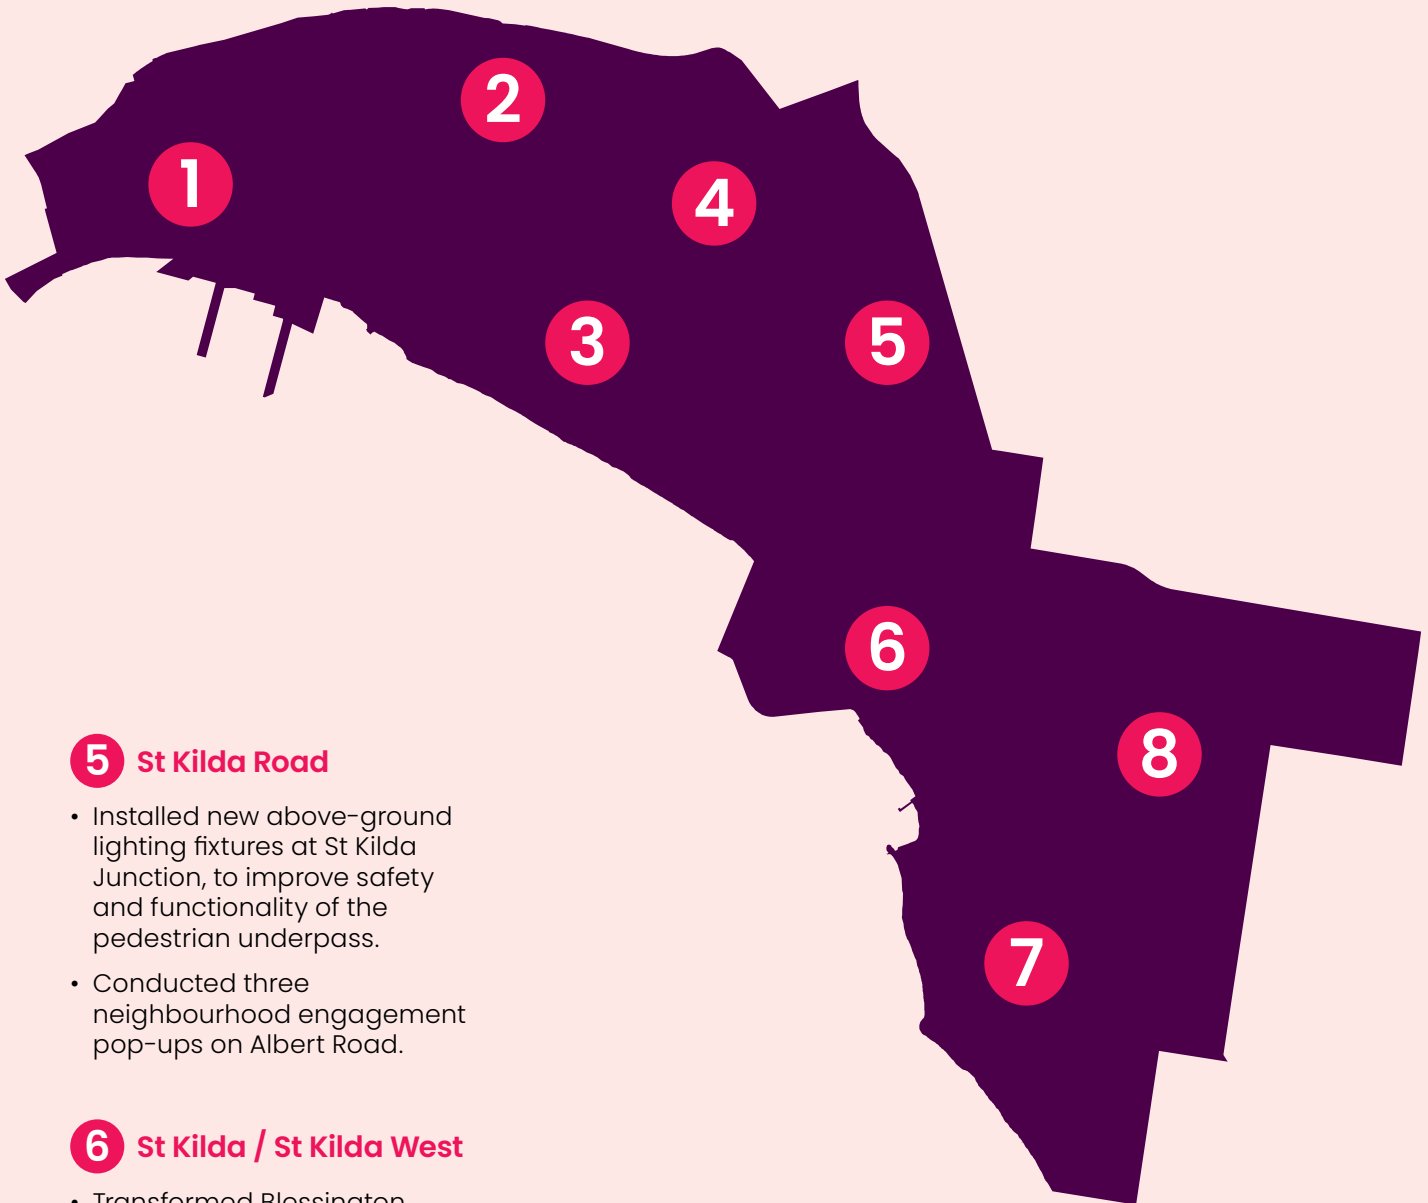 2
1
4
3
5
6
8
7
5 St Kilda Road
• Installed new above-ground
lighting fixtures at St Kilda
Junction, to improve safety
and functionality of the
pedestrian underpass.
• Conducted three
neighbourhood engagement
pop-ups on Albert Road.
6 St Kilda / St Kilda West
• Transformed Blessington